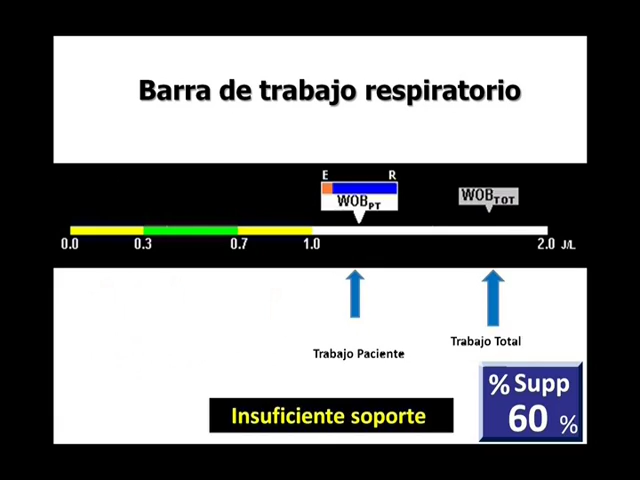 Barra de trabajo respiratorio
E R
WOBPT
WOBTOT
0.0 0.3 0.7 1.0 2.0 J/L
Trabajo Paciente
Trabajo Total
% Supp
60 %
Insuficiente soporte